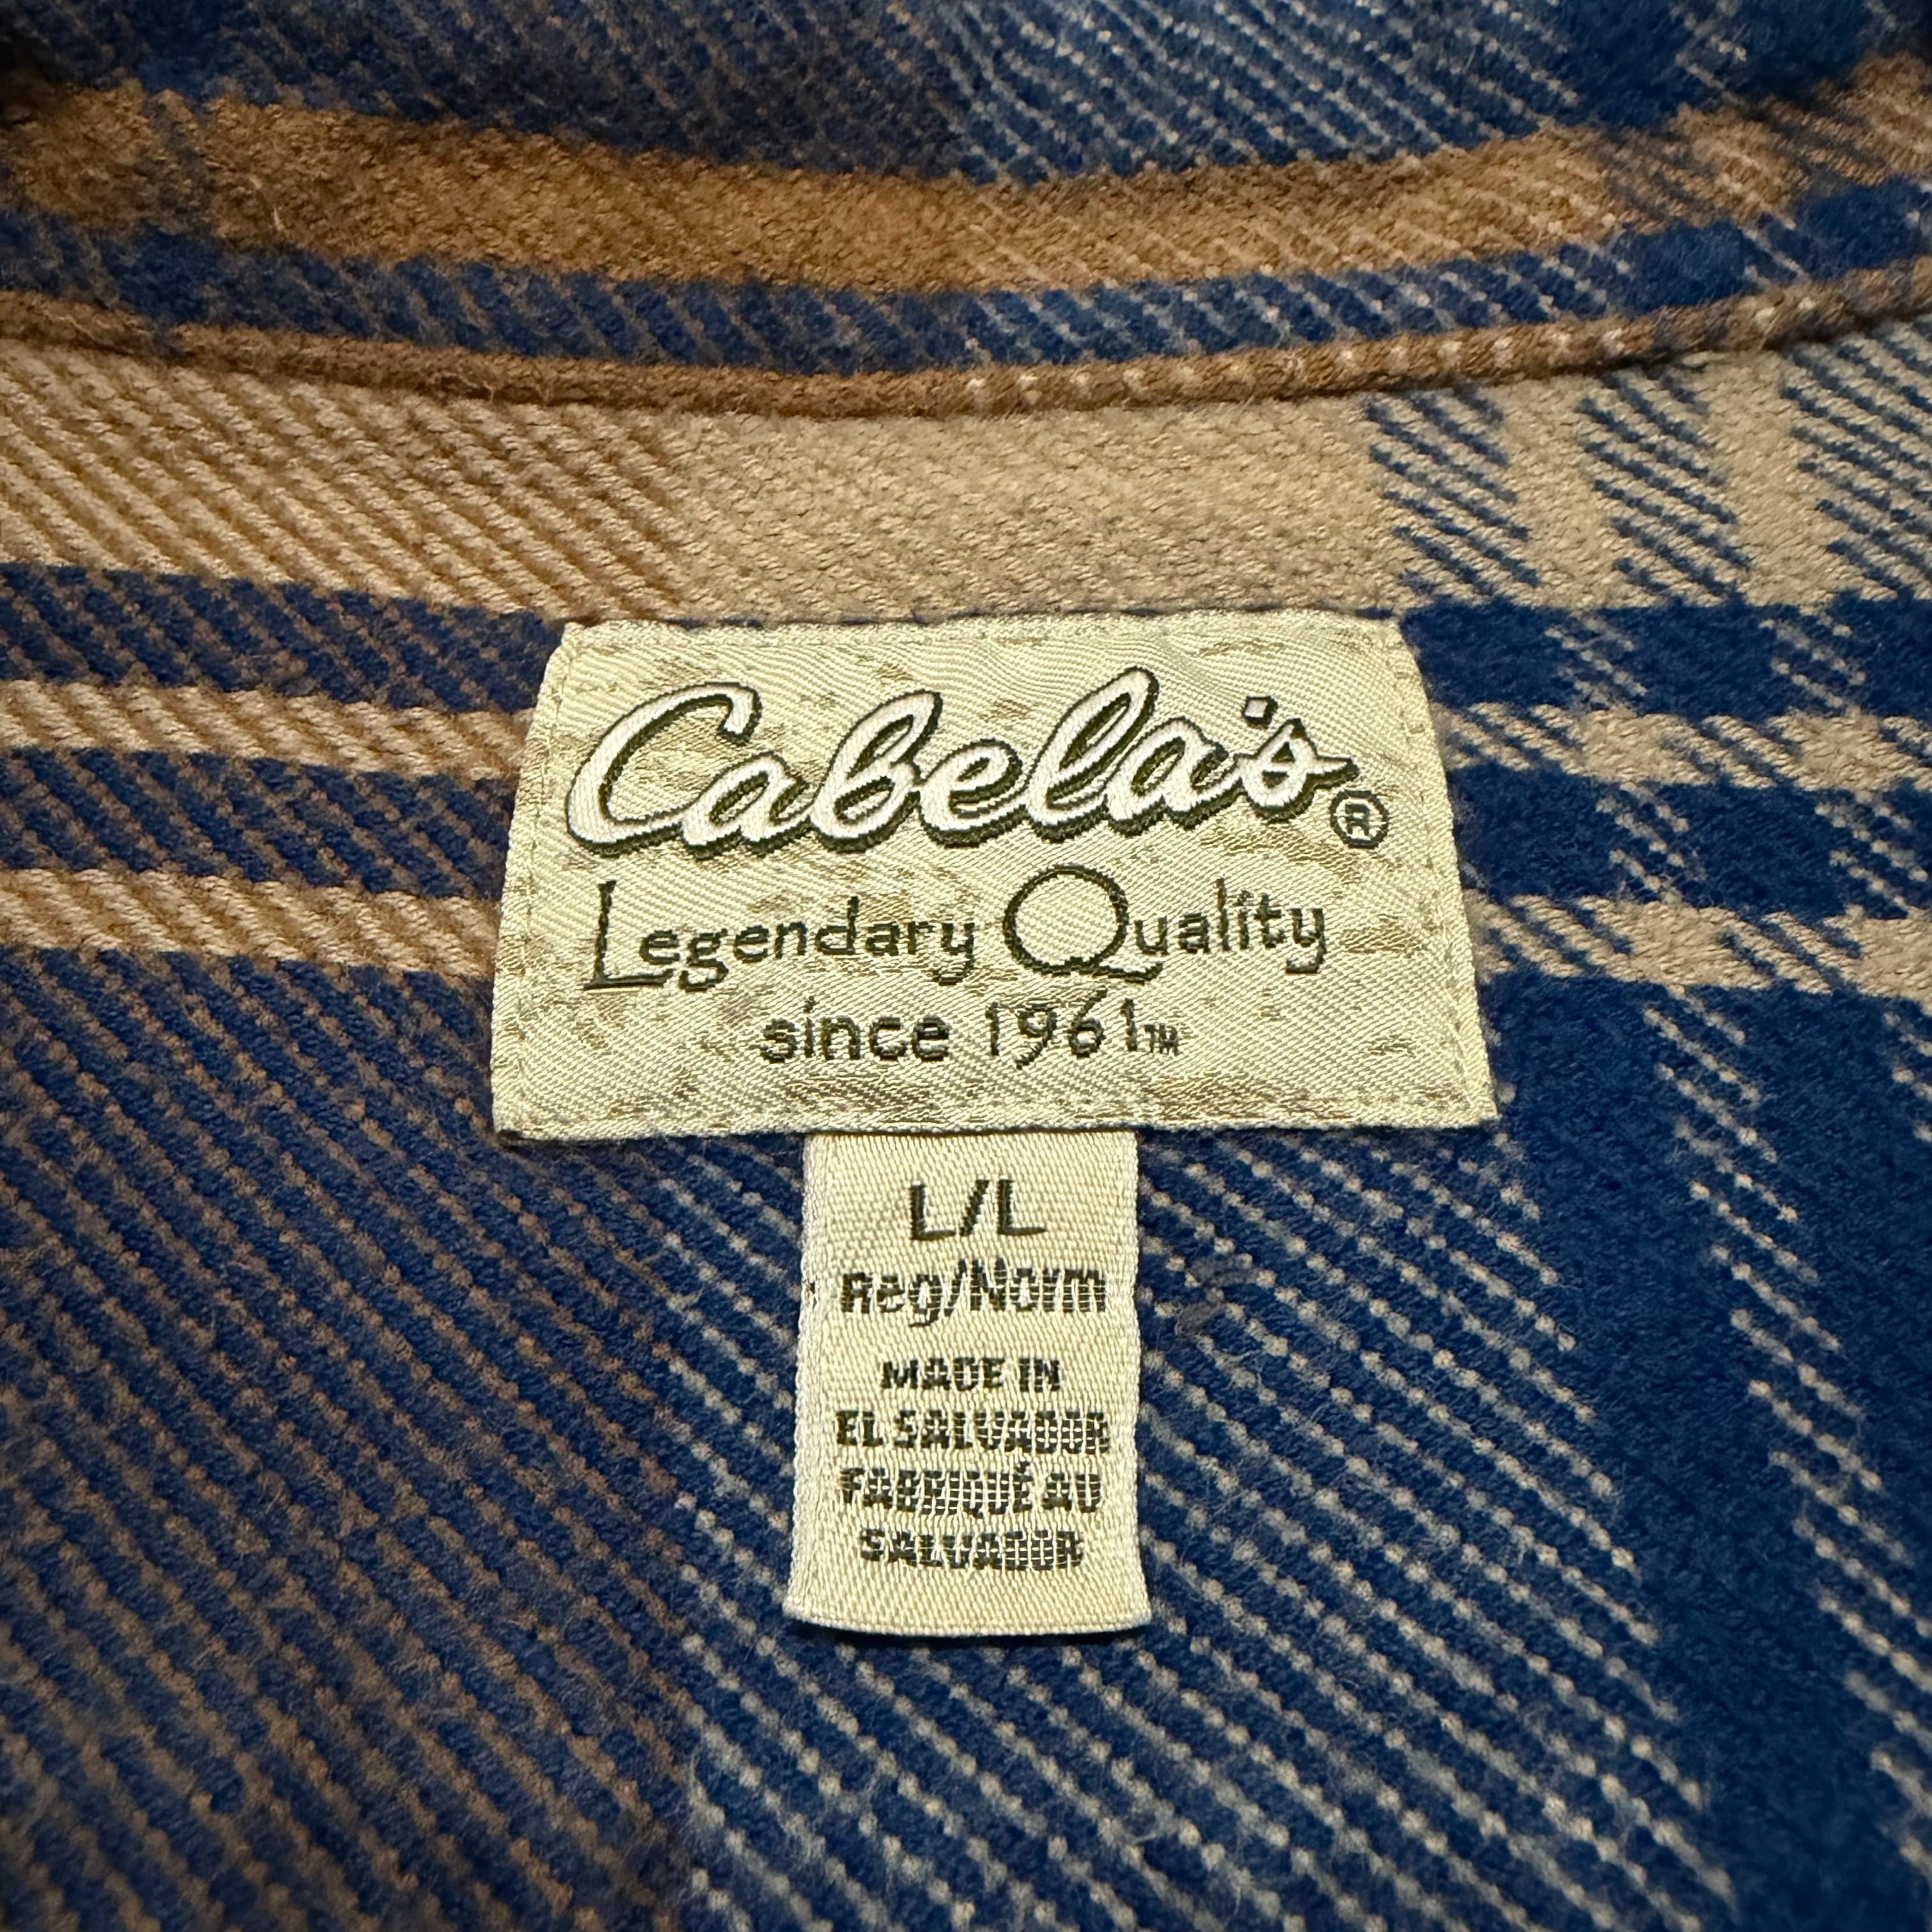 Cabela's®
Legendary Quality
since 1961™
L/L
Reg/Norm
MADE IN
EL SALVADOR
FABRIQUÉ AU
SALVADOR